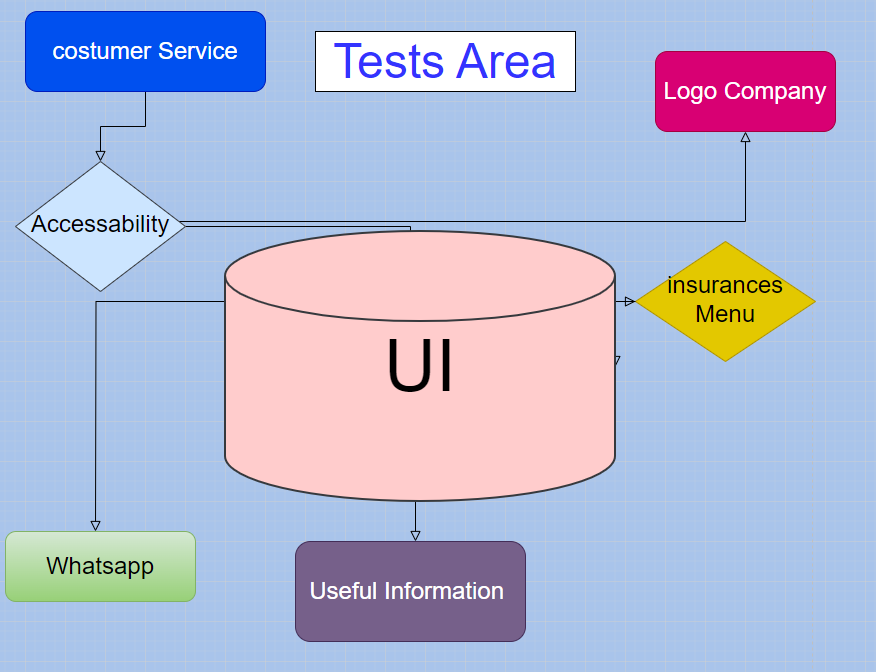 costumer Service
Tests Area
Logo Company
Accessability
insurances
Menu
UI
Whatsapp
Useful Information